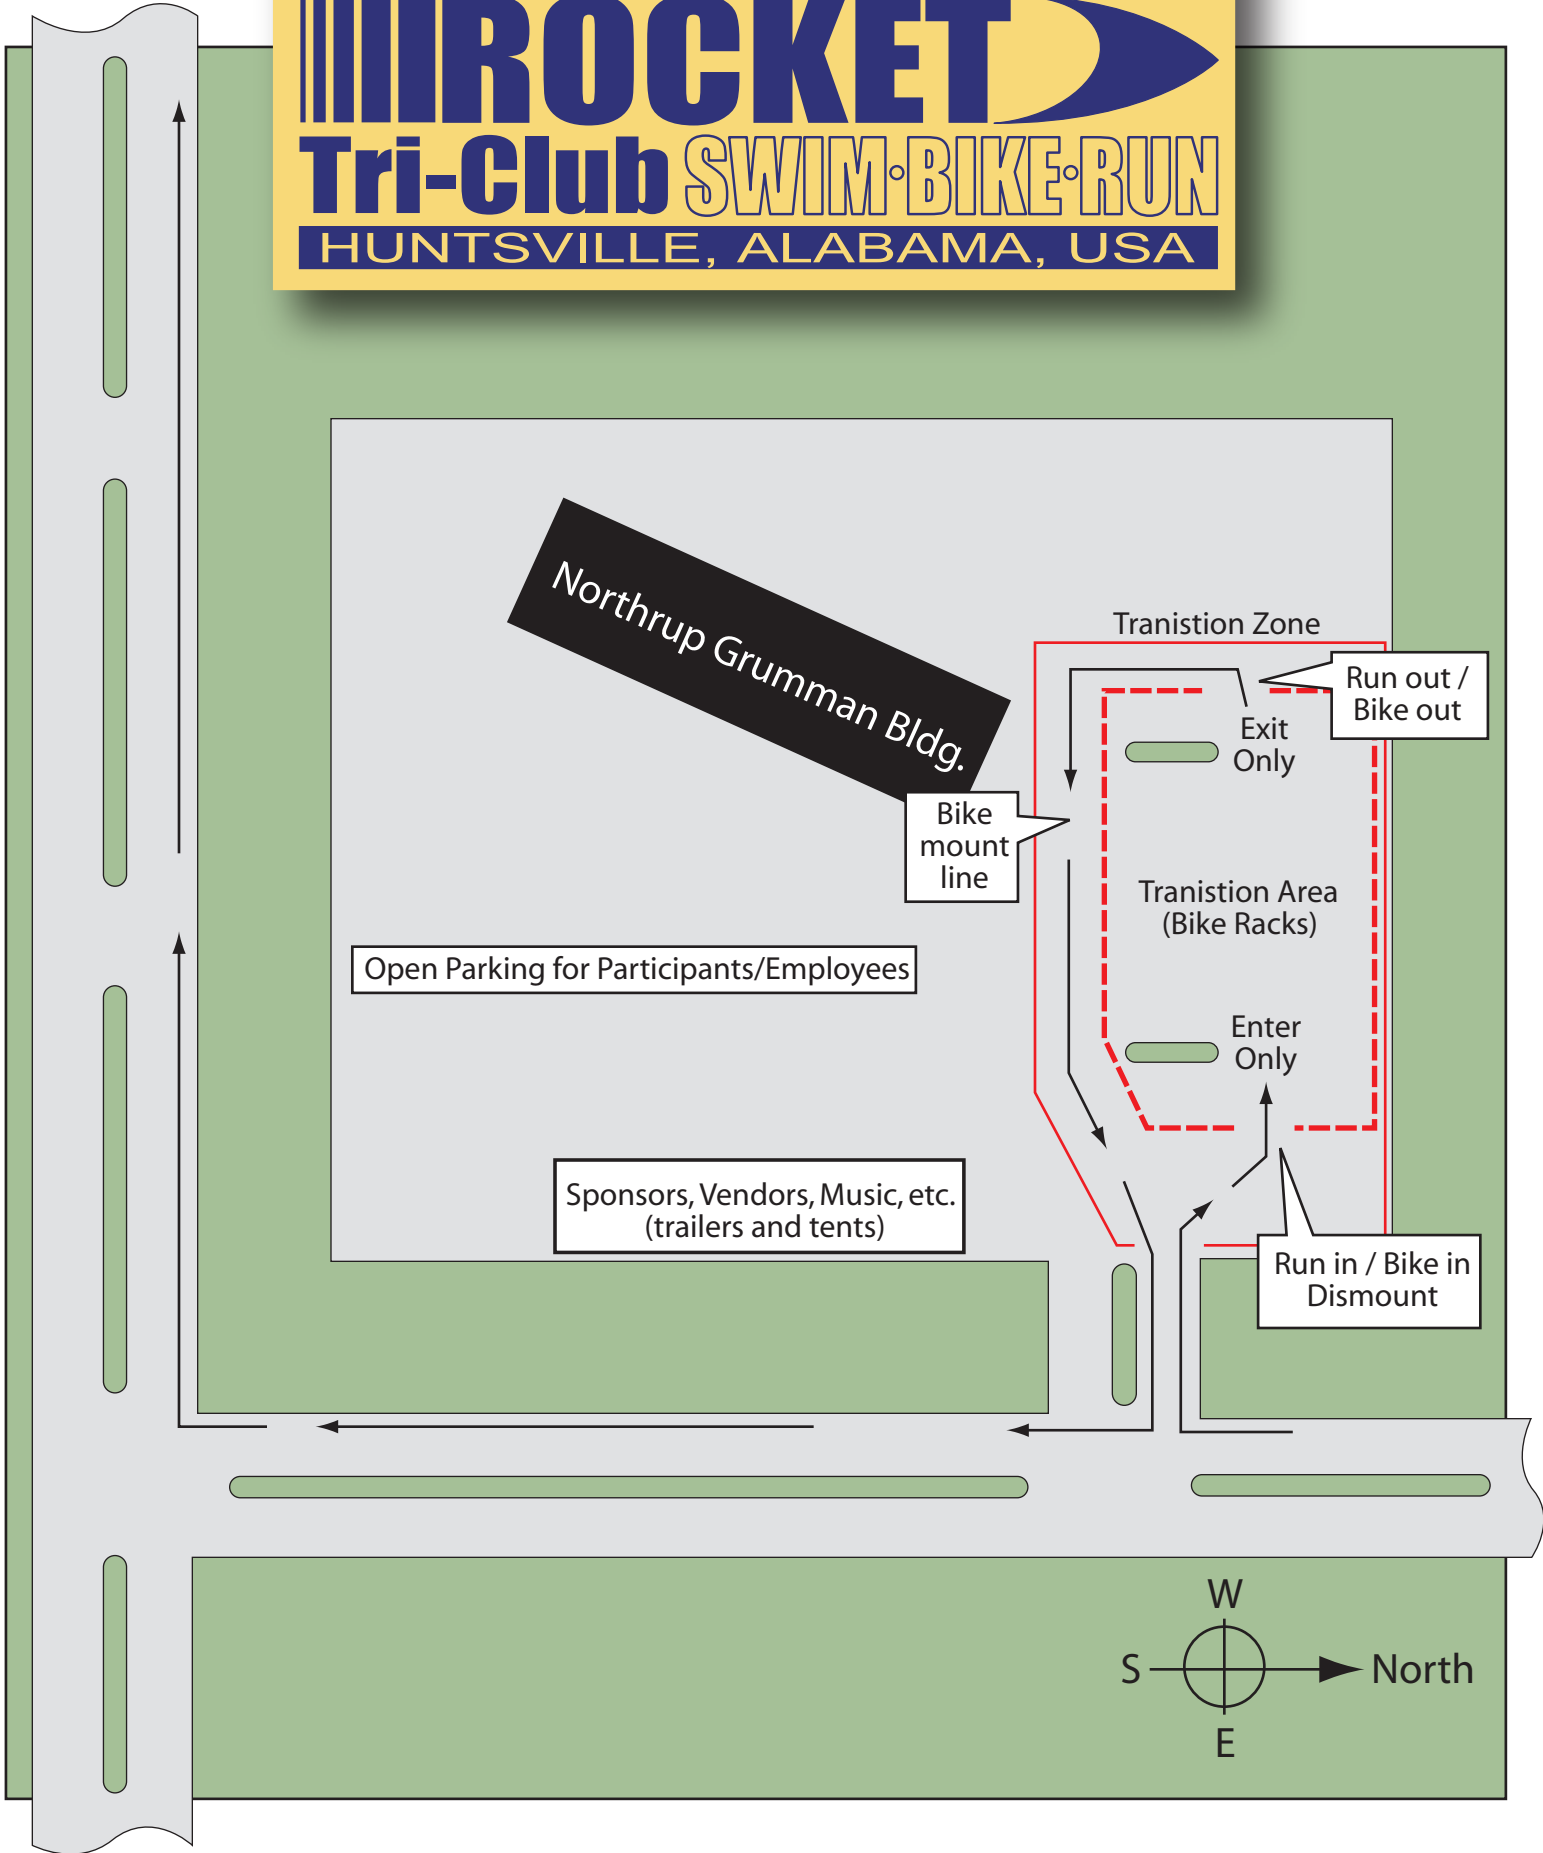 ROCKET
Tri-Club SWIM•BIKE•RUN
HUNTSVILLE, ALABAMA, USA
Northrup Grumman Bldg.
Tranistion Zone
Run out /
Bike out
Exit
Only
Bike
mount
line
Tranistion Area
(Bike Racks)
Open Parking for Participants/Employees
Enter
Only
Sponsors, Vendors, Music, etc.
(trailers and tents)
Run in / Bike in
Dismount
W
S
North
E